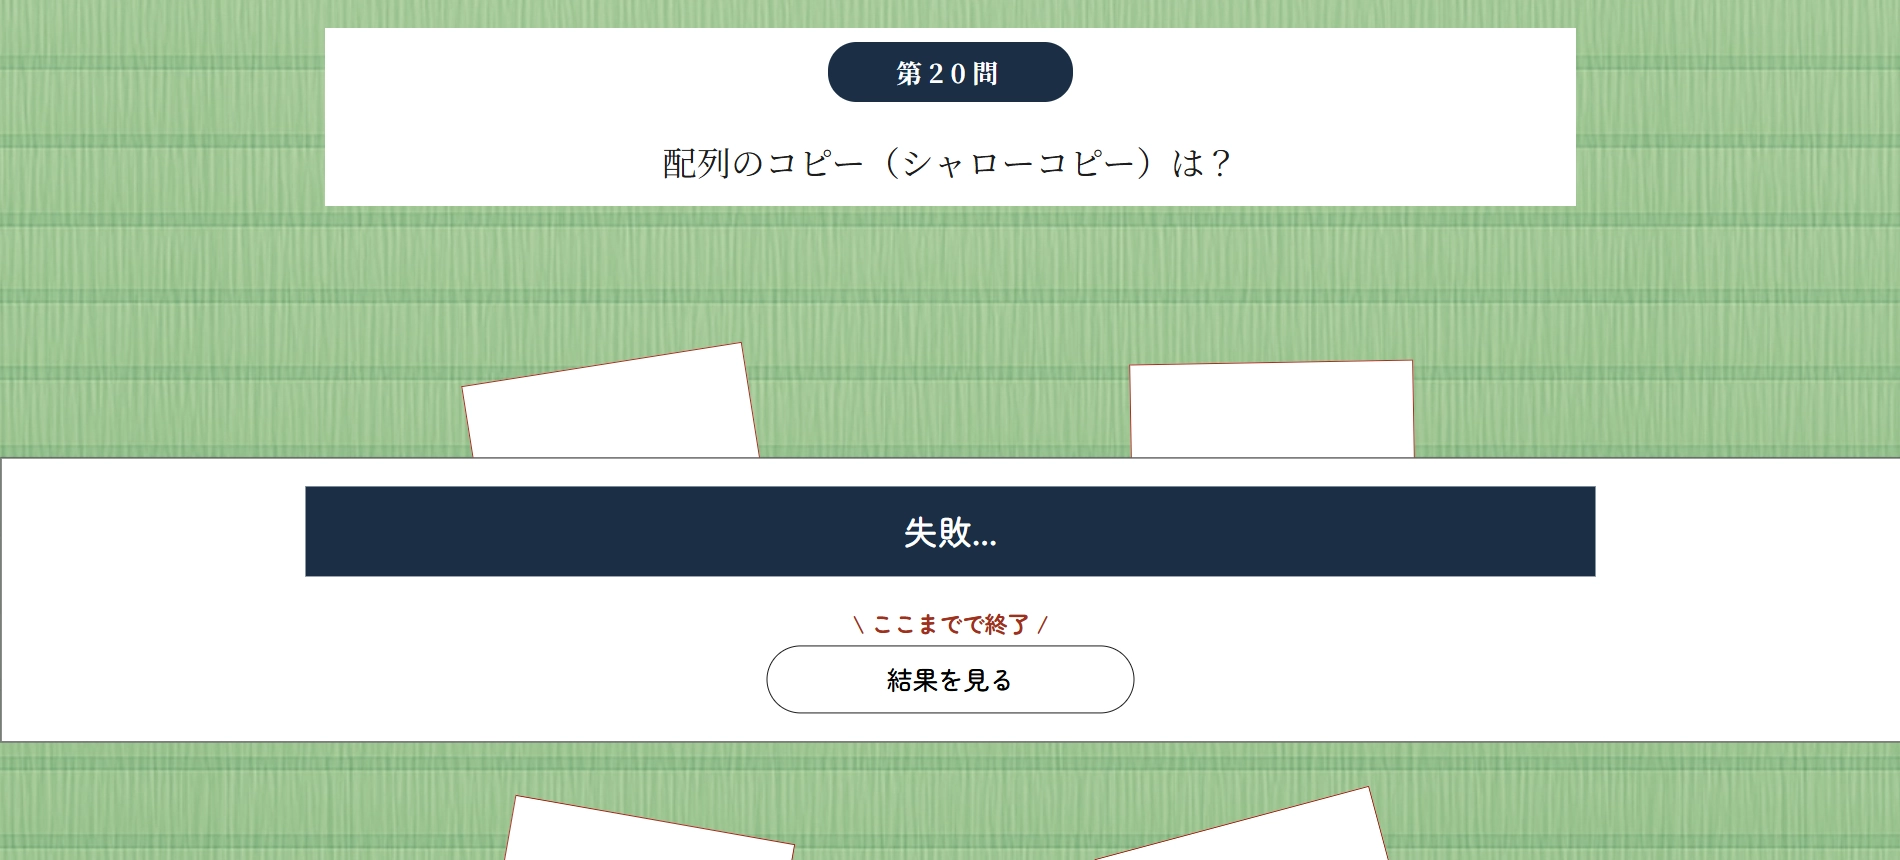 第20問
配列のコピー（シャローコピー）は？
失敗...
\ ここまでで終了 /
結果を見る